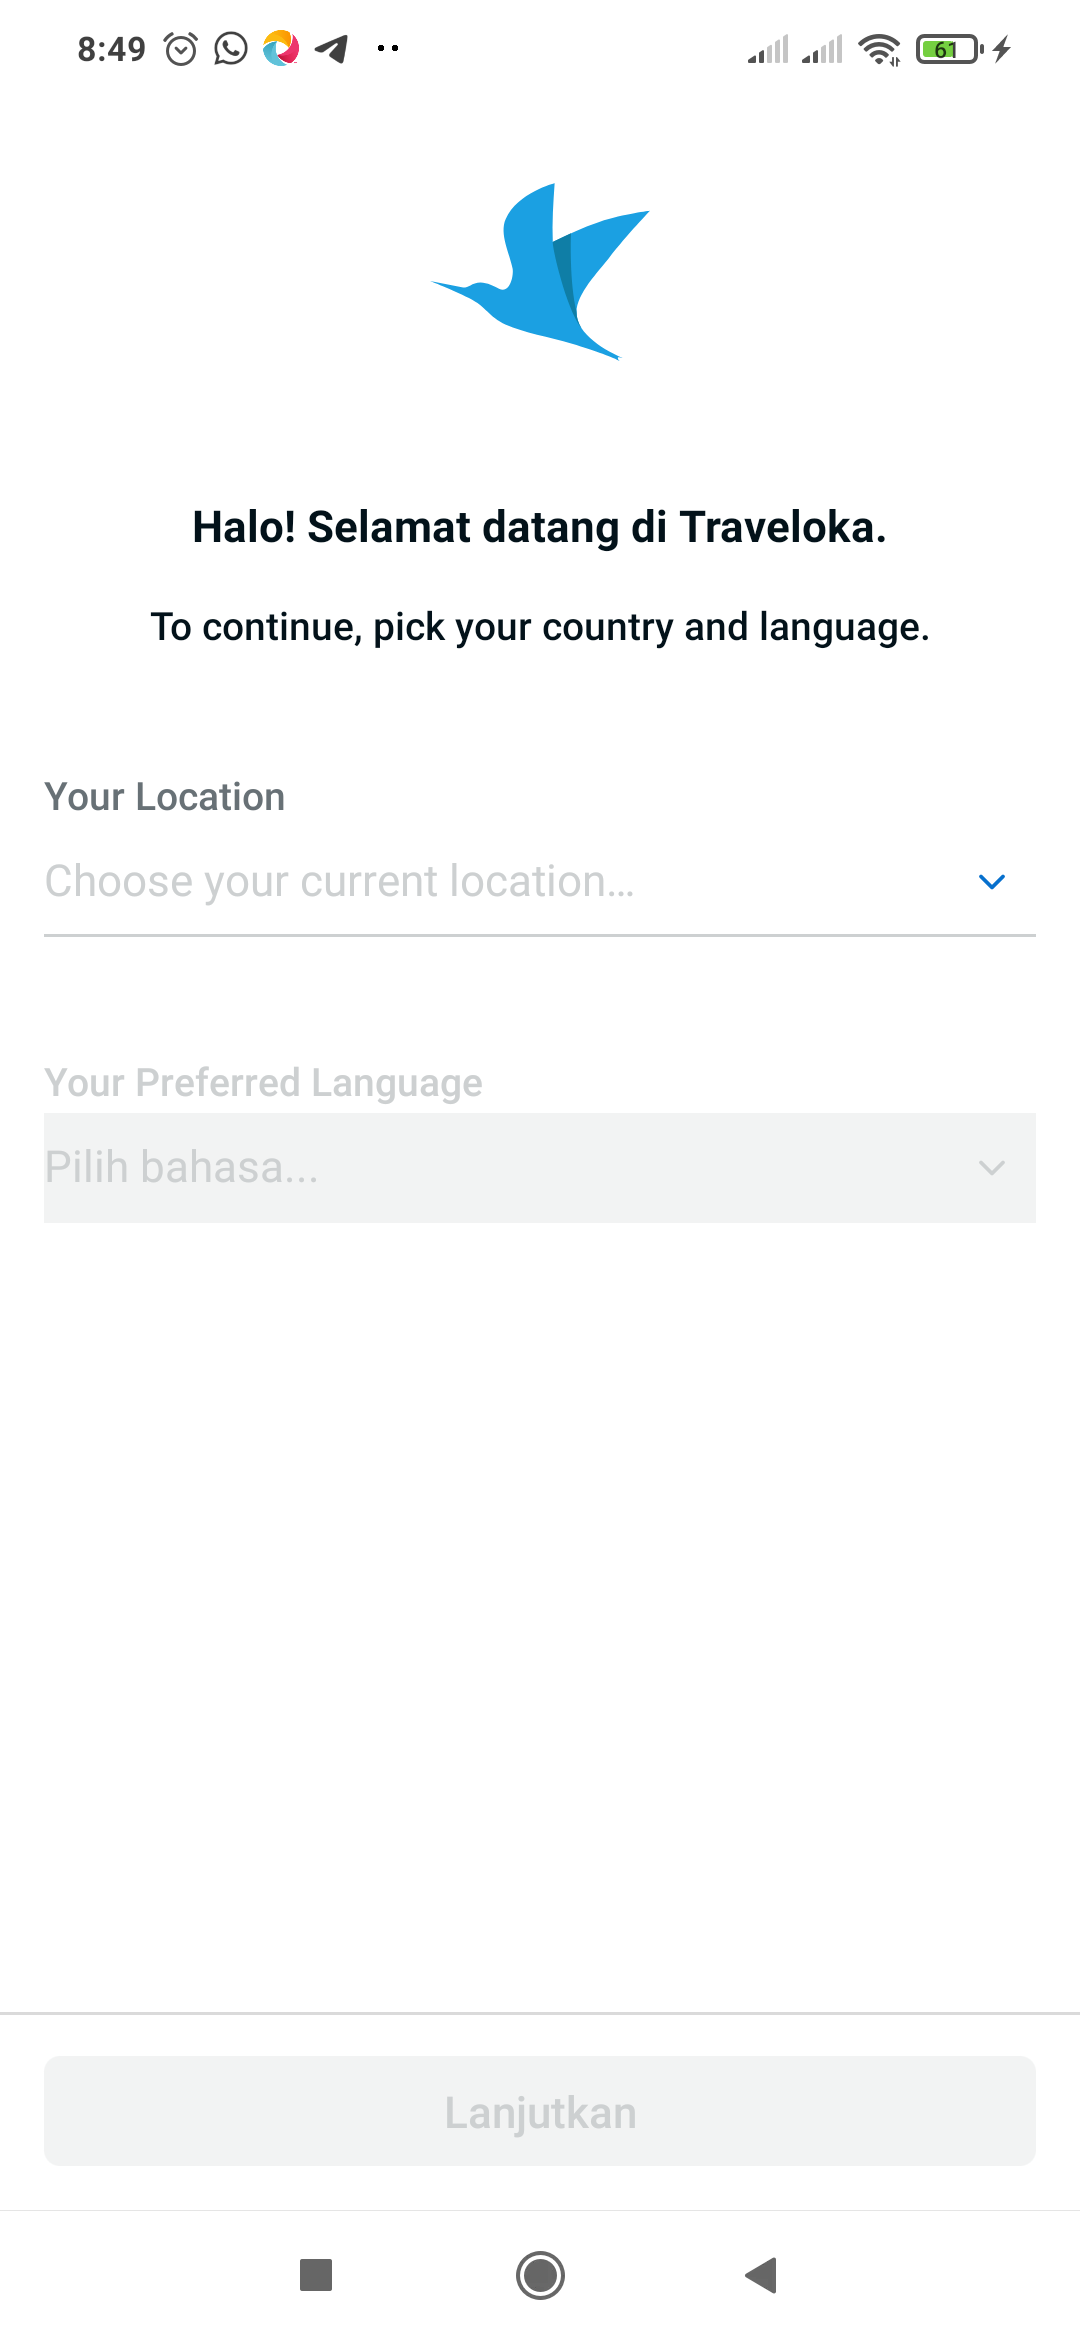 8:49
61
Halo! Selamat datang di Traveloka.
To continue, pick your country and language.
Your Location
Choose your current location...
Your Preferred Language
Pilih bahasa...
Lanjutkan